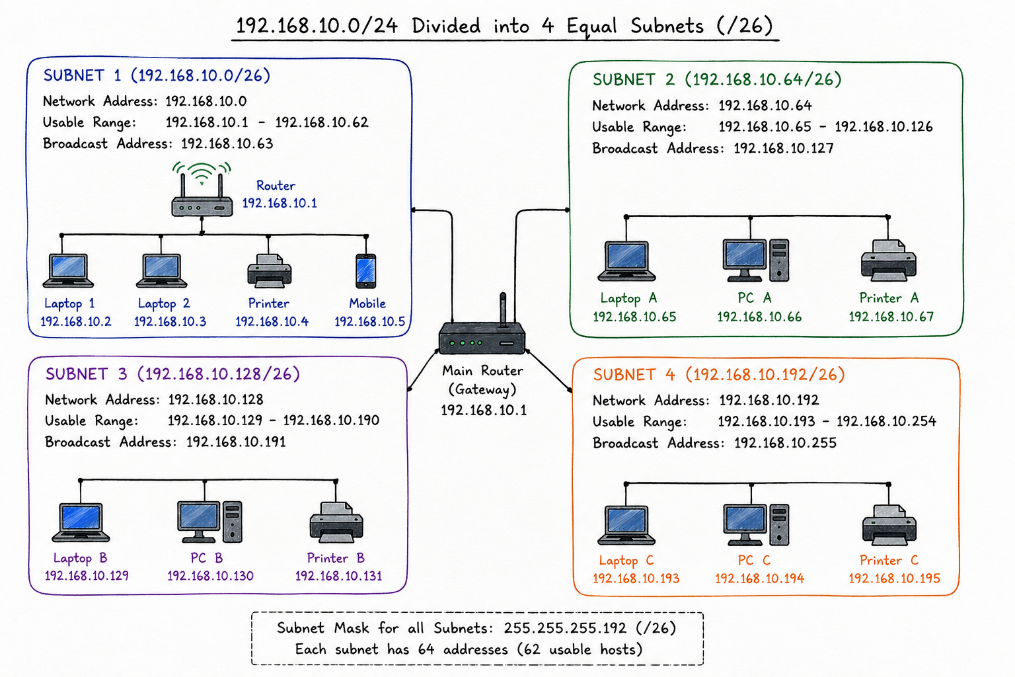 192.168.10.0/24 Divided into 4 Equal Subnets (/26)
SUBNET 1 (192.168.10.0/26)
Network Address: 192.168.10.0
Usable Range: 192.168.10.1 - 192.168.10.62
Broadcast Address: 192.168.10.63
Router
192.168.10.1
Laptop 1
192.168.10.2
Laptop 2
192.168.10.3
Printer
192.168.10.4
Mobile
192.168.10.5
SUBNET 2 (192.168.10.64/26)
Network Address: 192.168.10.64
Usable Range: 192.168.10.65 - 192.168.10.126
Broadcast Address: 192.168.10.127
Laptop A
192.168.10.65
PC A
192.168.10.66
Printer A
192.168.10.67
Main Router
(Gateway)
192.168.10.1
SUBNET 3 (192.168.10.128/26)
Network Address: 192.168.10.128
Usable Range: 192.168.10.129 - 192.168.10.190
Broadcast Address: 192.168.10.191
Laptop B
192.168.10.129
PC B
192.168.10.130
Printer B
192.168.10.131
SUBNET 4 (192.168.10.192/26)
Network Address: 192.168.10.192
Usable Range: 192.168.10.193 - 192.168.10.254
Broadcast Address: 192.168.10.255
Laptop C
192.168.10.193
PC C
192.168.10.194
Printer C
192.168.10.195
Subnet Mask for all Subnets: 255.255.255.192 (/26)
Each subnet has 64 addresses (62 usable hosts)